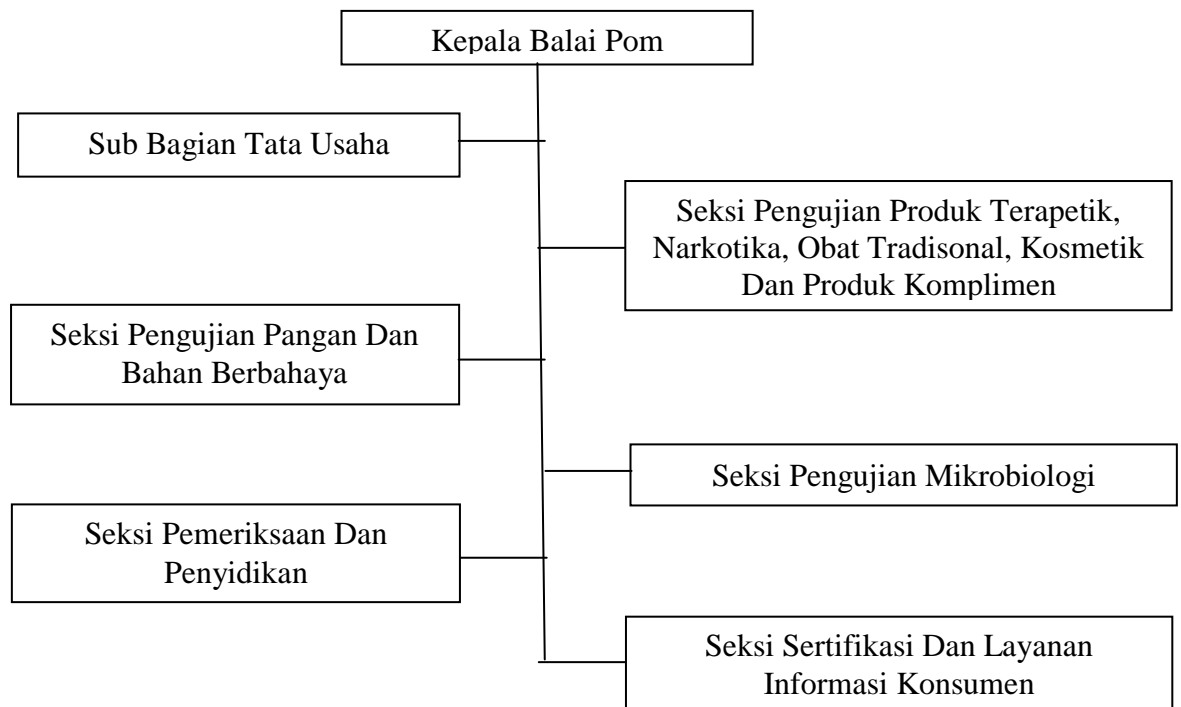 Kepala Balai Pom
Sub Bagian Tata Usaha
Seksi Pengujian Produk Terapetik,
Narkotika, Obat Tradisonal, Kosmetik
Dan Produk Komplimen
Seksi Pengujian Pangan Dan
Bahan Berbahaya
Seksi Pengujian Mikrobiologi
Seksi Pemeriksaan Dan
Penyidikan
Seksi Sertifikasi Dan Layanan
Informasi Konsumen